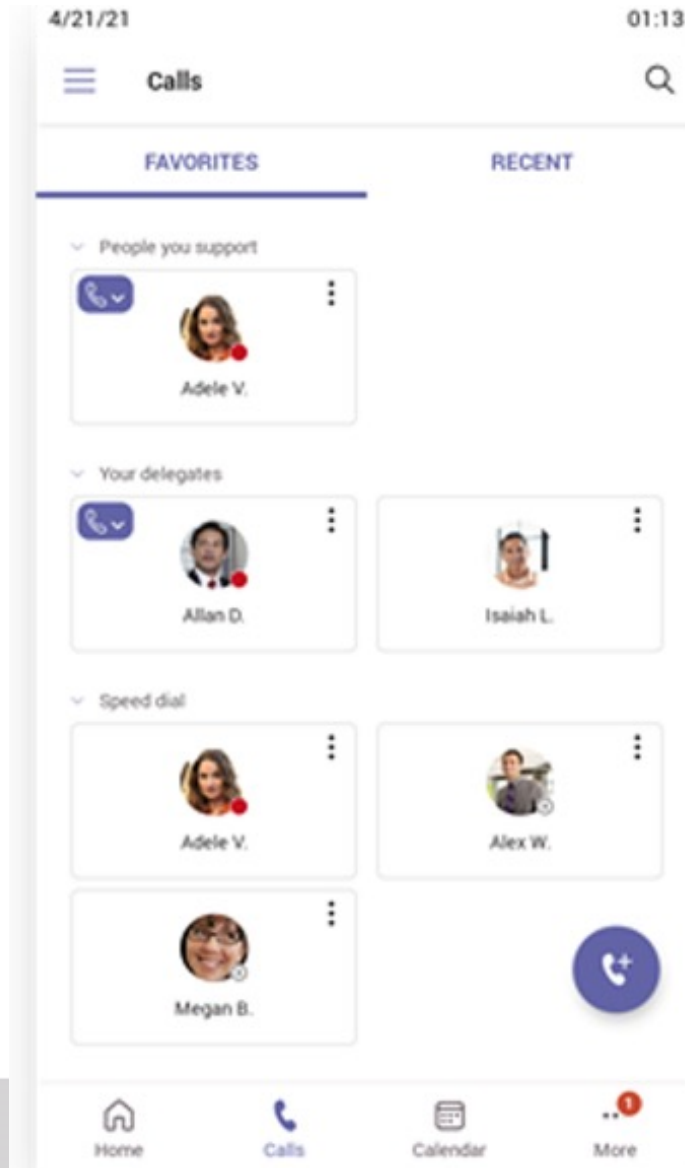 4/21/21 01:13
Calls
FAVORITES RECENT
People you support
Adele V.
Your delegates
Allan D. Isaiah L.
Speed dial
Adele V. Alex W.
Megan B.
1
Home Calls Calendar More